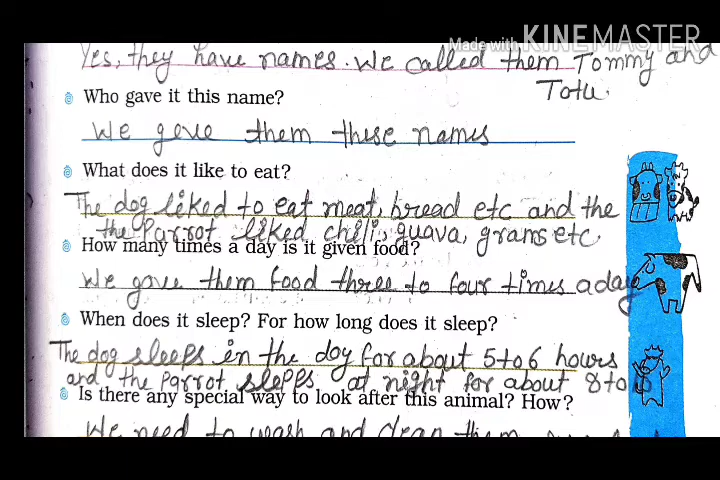 Made with KINEMASTER
Yes, they have names. We called them Tommy and
Totu.
Who gave it this name?
We gave them these names
What does it like to eat?
The dog liked to eat meat, bread etc and the
the Parrot liked chili, guava, grams etc.
How many times a day is it given food?
We gave them food three to four times a day
When does it sleep? For how long does it sleep?
The dog sleeps in the day for about 5 to 6 hours
and the Parrot sleeps at night for about 8 to
Is there any special way to look after this animal? How?
We need to wash and clean them